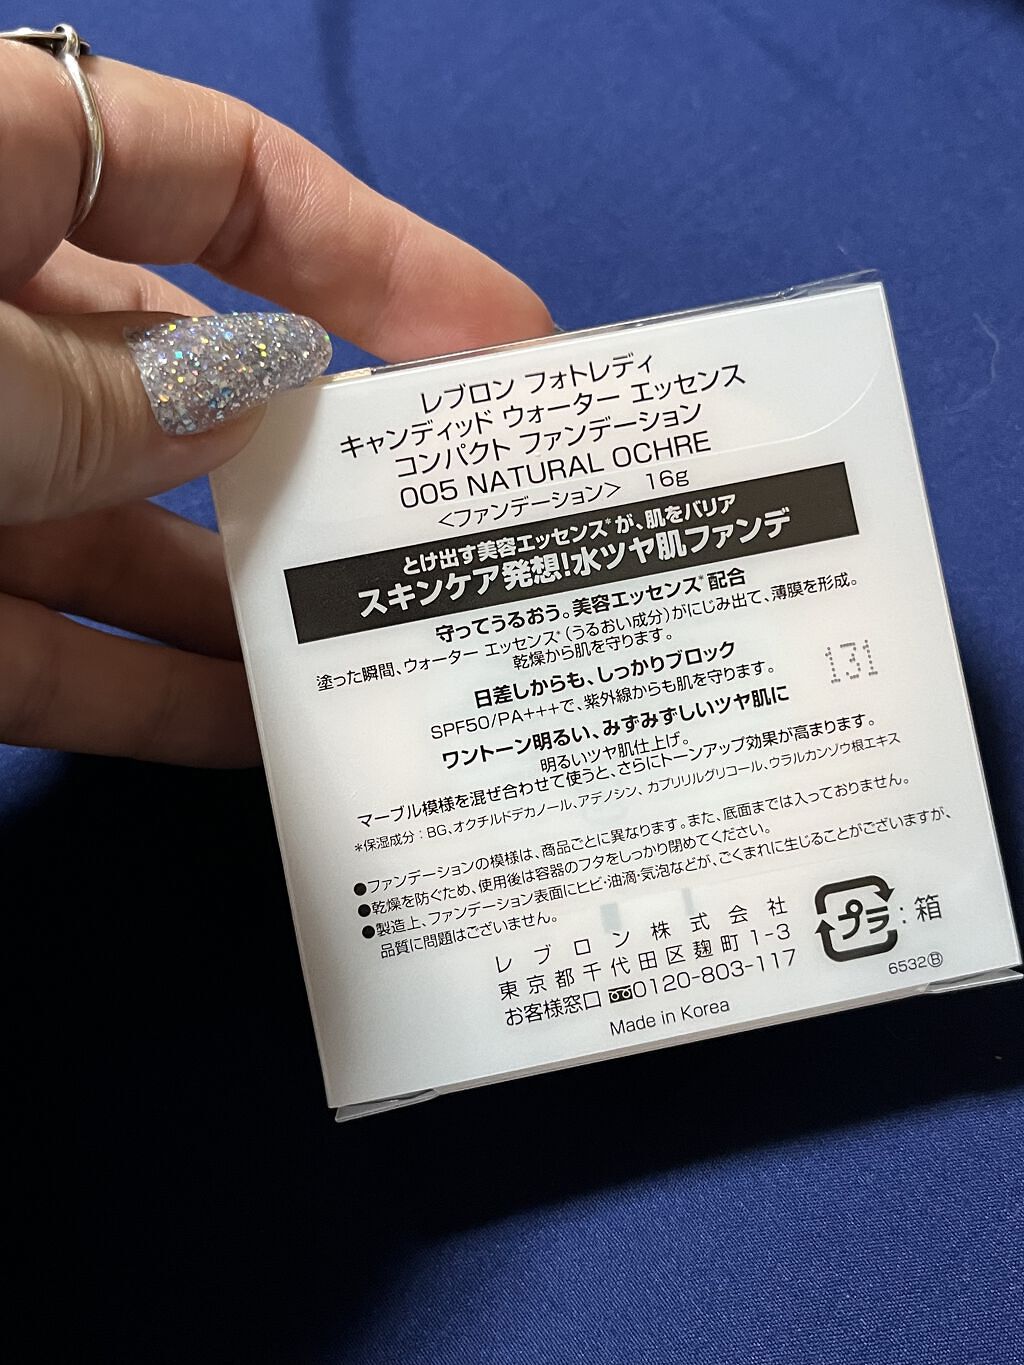 レブロン フォトレディ
キャンディッド ウォーター エッセンス
コンパクト ファンデーション
005 NATURAL OCHRE
＜ファンデーション＞ 16g
とけ出す美容エッセンス*が、肌をバリア
スキンケア発想!水ツヤ肌ファンデ
守ってうるおう。美容エッセンス*配合
塗った瞬間、ウォーター エッセンス*(うるおい成分)がにじみ出て、薄膜を形成。
乾燥から肌を守ります。
日差しからも、しっかりブロック
SPF50/PA+++で、紫外線からも肌を守ります。
131
ワントーン明るい、みずみずしいツヤ肌に
明るいツヤ肌仕上げ。
マーブル模様を混ぜ合わせて使うと、さらにトーンアップ効果が高まります。
*保湿成分：BG、オクチルドデカノール、アデノシン、カプリリルグリコール、ウラルカンゾウ根エキス
●ファンデーションの模様は、商品ごとに異なります。また、底面までは入っておりません。
●乾燥を防ぐため、使用後は容器のフタをしっかり閉めてください。
●製造上、ファンデーション表面にヒビ・油滴・気泡などが、ごくまれに生じることがございますが、
品質に問題はございません。
レブロン株式会社
東京都千代田区麹町1-3
お客様窓口 0120-803-117
Made in Korea
プラ：箱
6532Ⓑ